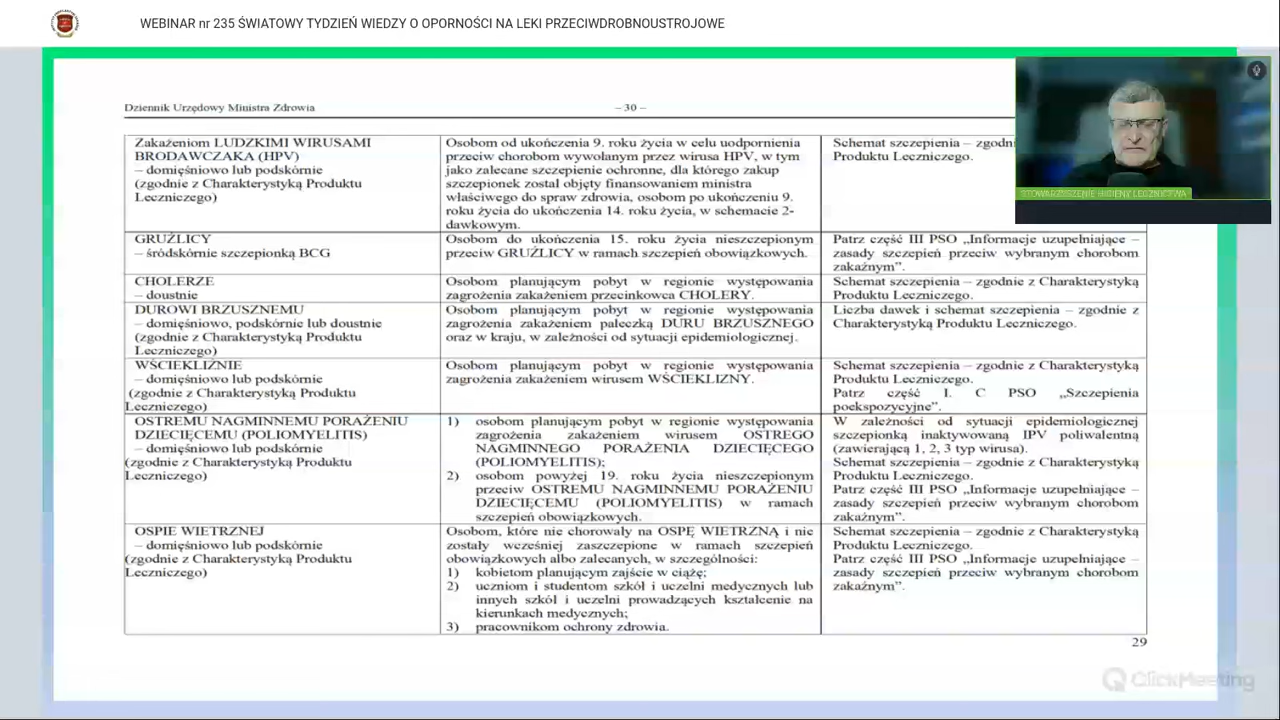 WEBINAR nr 235 ŚWIATOWY TYDZIEŃ WIEDZY O OPORNOŚCI NA LEKI PRZECIWDROBNOUSTROJOWE
Dziennik Urzędowy Ministra Zdrowia
– 30 –
Zakażeniom LUDZKIMI WIRUSAMI
BRODAWCZAKA (HPV)
– domięśniowo lub podskórnie
(zgodnie z Charakterystyką Produktu
Leczniczego)
Osobom od ukończenia 9. roku życia w celu uodpornienia
przeciw chorobom wywołanym przez wirusa HPV, w tym
jako zalecane szczepienie ochronne, dla którego zakup
szczepionek został objęty finansowaniem ministra
właściwego do spraw zdrowia, osobom po ukończeniu 9.
roku życia do ukończenia 14. roku życia, w schemacie 2-
dawkowym.
Schemat szczepienia – zgodni
Produktu Leczniczego.
GRUŹLICY
– śródskórnie szczepionką BCG
Osobom do ukończenia 15. roku życia nieszczepionym
przeciw GRUŹLICY w ramach szczepień obowiązkowych.
Patrz część III PSO „Informacje uzupełniające –
zasady szczepień przeciw wybranym chorobom
zakaźnym”.
CHOLERZE
– doustnie
Osobom planującym pobyt w regionie występowania
zagrożenia zakażeniem przecinkowca CHOLERY.
Schemat szczepienia – zgodnie z Charakterystyką
Produktu Leczniczego.
DUROWI BRZUSZNEMU
– domięśniowo, podskórnie lub doustnie
(zgodnie z Charakterystyką Produktu
Leczniczego)
Osobom planującym pobyt w regionie występowania
zagrożenia zakażeniem pałeczką DURU BRZUSZNEGO
oraz w kraju, w zależności od sytuacji epidemiologicznej.
Liczba dawek i schemat szczepienia – zgodnie z
Charakterystyką Produktu Leczniczego.
WŚCIEKLIŹNIE
– domięśniowo lub podskórnie
(zgodnie z Charakterystyką Produktu
Leczniczego)
Osobom planującym pobyt w regionie występowania
zagrożenia zakażeniem wirusem WŚCIEKLIZNY.
Schemat szczepienia – zgodnie z Charakterystyką
Produktu Leczniczego.
Patrz część I. C PSO „Szczepienia
poekspozycyjne”.
OSTREMU NAGMINNEMU PORAŻENIU
DZIECIĘCEMU (POLIOMYELITIS)
– domięśniowo lub podskórnie
(zgodnie z Charakterystyką Produktu
Leczniczego)
1) osobom planującym pobyt w regionie występowania
zagrożenia zakażeniem wirusem OSTREGO
NAGMINNEGO PORAŻENIA DZIECIĘCEGO
(POLIOMYELITIS);
2) osobom powyżej 19. roku życia nieszczepionym
przeciw OSTREMU NAGMINNEMU PORAŻENIU
DZIECIĘCEMU (POLIOMYELITIS) w ramach
szczepień obowiązkowych.
W zależności od sytuacji epidemiologicznej
szczepionką inaktywowaną IPV poliwalentną
(zawierającą 1, 2, 3 typ wirusa).
Schemat szczepienia – zgodnie z Charakterystyką
Produktu Leczniczego.
Patrz część III PSO „Informacje uzupełniające –
zasady szczepień przeciw wybranym chorobom
zakaźnym”.
OSPIE WIETRZNEJ
– domięśniowo lub podskórnie
(zgodnie z Charakterystyką Produktu
Leczniczego)
Osobom, które nie chorowały na OSPĘ WIETRZNĄ i nie
zostały wcześniej zaszczepione w ramach szczepień
obowiązkowych albo zalecanych, w szczególności:
1) kobietom planującym zajście w ciążę;
2) uczniom i studentom szkół i uczelni medycznych lub
innych szkół i uczelni prowadzących kształcenie na
kierunkach medycznych;
3) pracownikom ochrony zdrowia.
Schemat szczepienia – zgodnie z Charakterystyką
Produktu Leczniczego.
Patrz część III PSO „Informacje uzupełniające –
zasady szczepień przeciw wybranym chorobom
zakaźnym”.
29
STOWARZYSZENIE HIGIENY LECZNICTWA
ClickMeeting